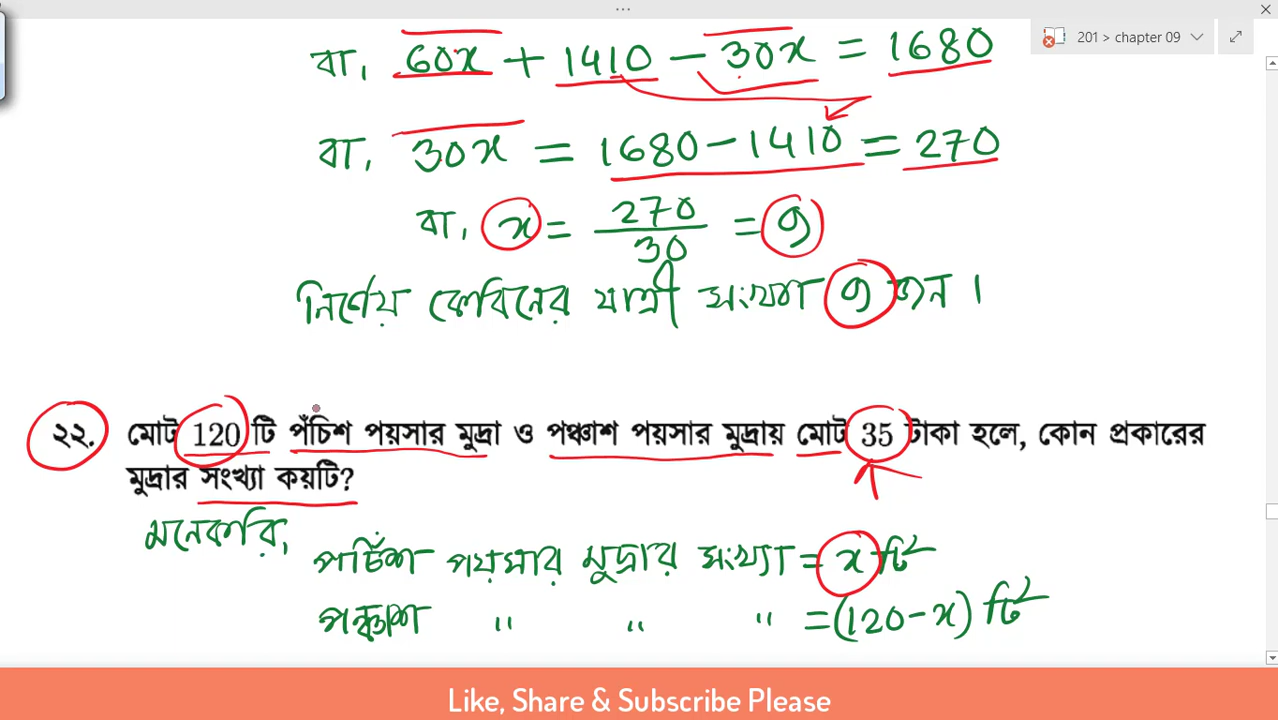 201 > chapter 09
বা, 60x + 1410 - 30x = 1680
বা, 30x = 1680 - 1410 = 270
বা, x = 270/30 = 9
নির্ণেয় কেবিনের যাত্রী সংখ্যা 9 জন ।
২২. মোট 120 টি পঁচিশ পয়সার মুদ্রা ও পঞ্চাশ পয়সার মুদ্রায় মোট 35 টাকা হলে, কোন প্রকারের
মুদ্রার সংখ্যা কয়টি?
মনেকরি,
পঁচিশ পয়সার মুদ্রার সংখ্যা = x টি
পঞ্চাশ " " " = (120 - x) টি
Like, Share & Subscribe Please